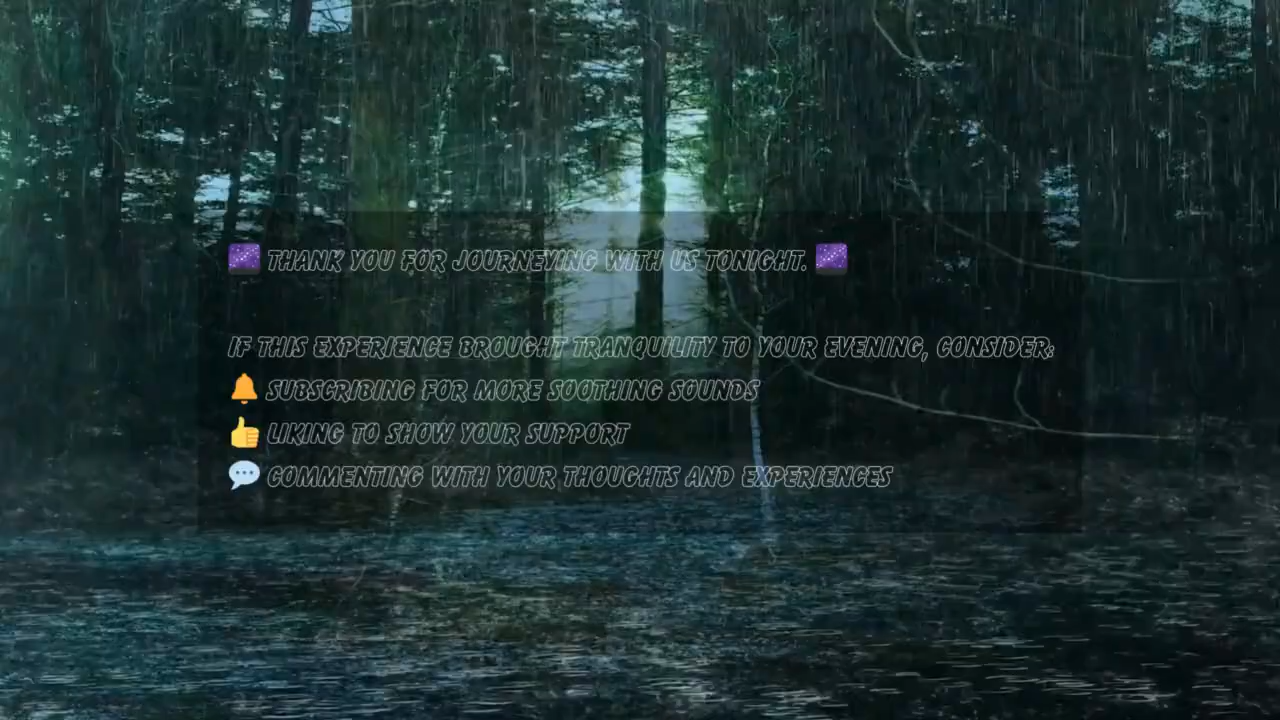 🌌 THANK YOU FOR JOURNEYING WITH US TONIGHT. 🌌
IF THIS EXPERIENCE BROUGHT TRANQUILITY TO YOUR EVENING, CONSIDER:
🔔 SUBSCRIBING FOR MORE SOOTHING SOUNDS
👍 LIKING TO SHOW YOUR SUPPORT
💬 COMMENTING WITH YOUR THOUGHTS AND EXPERIENCES